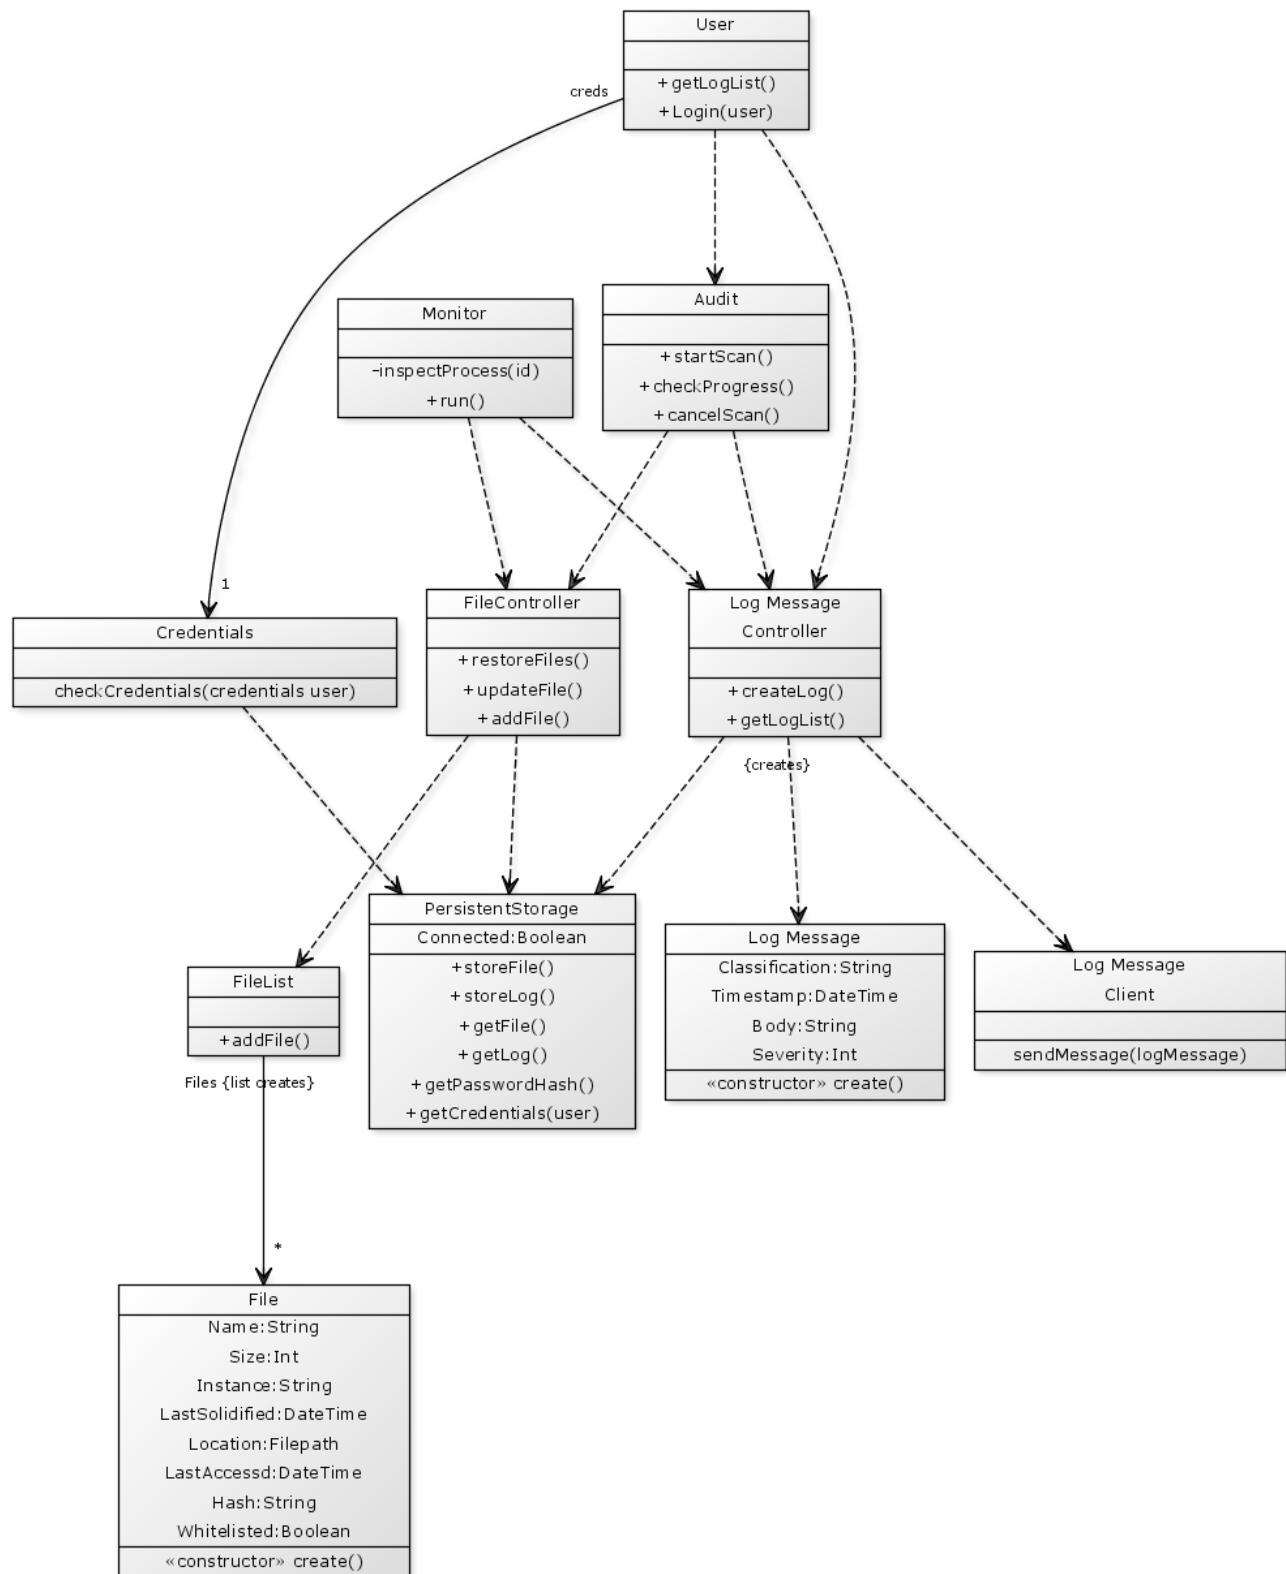 User
+getLogList()
+Login(user)
creds
Monitor
-inspectProcess(id)
+run()
Audit
+startScan()
+checkProgress()
+cancelScan()
1
Credentials
checkCredentials(credentials user)
FileController
+restoreFiles()
+updateFile()
+addFile()
Log Message
Controller
+createLog()
+getLogList()
{creates}
FileList
+addFile()
Files {list creates}
*
PersistentStorage
Connected:Boolean
+storeFile()
+storeLog()
+getFile()
+getLog()
+getPasswordHash()
+getCredentials(user)
Log Message
Classification:String
Timestamp:DateTime
Body:String
Severity:Int
«constructor» create()
Log Message
Client
sendMessage(logMessage)
File
Name:String
Size:Int
Instance:String
LastSolidified:DateTime
Location:Filepath
LastAccessd:DateTime
Hash:String
Whitelisted:Boolean
«constructor» create()